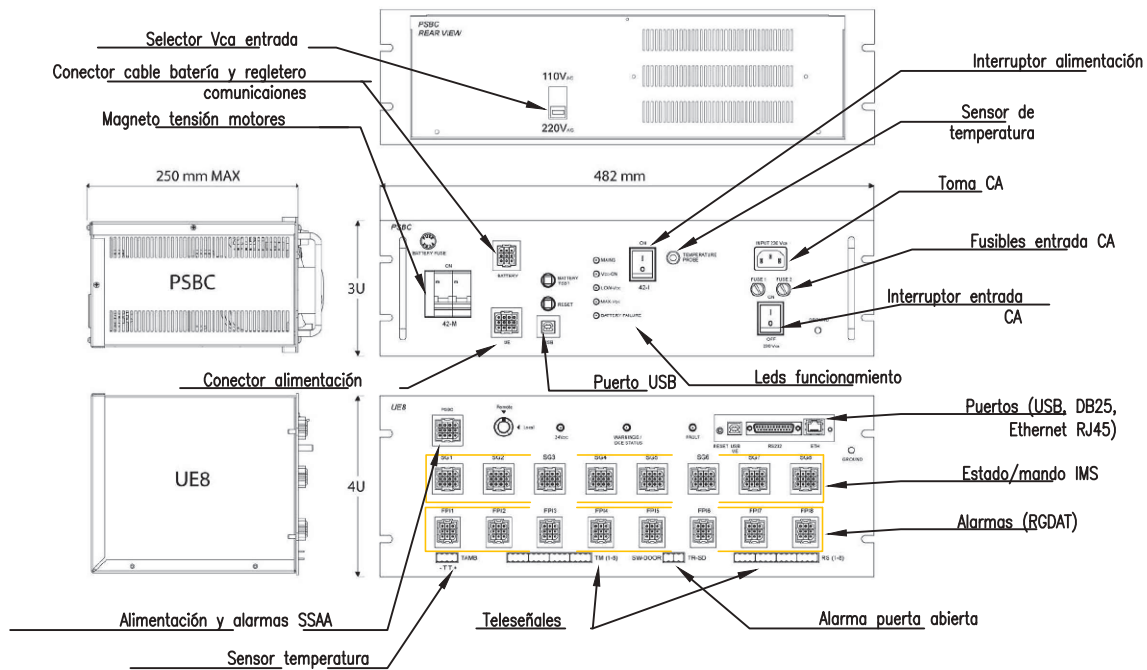 PSBC
REAR VIEW
Selector Vca entrada
Interruptor alimentación
Conector cable batería y regletero
comunicaiones
110V
Magneto tensión motores
Sensor de
temperatura
220V
250 mm MAX
482 mm
Toma CA
PSBC
PSBC
3U
BATTERY FUSE
BATTERY
ON
42-M
UE
BATTERY
TEST
RESET
USB
MAINS
BATTERY FAILURE
ON
42-I
TEMPERATURE
PROBE
INPUT 230 Vca
FUSE 1
FUSE 2
ON
OFF
Fusibles entrada CA
Interruptor entrada
CA
Conector alimentación
Puerto USB
Leds funcionamiento
UE8
UE8
4U
PSBC
Remote
Local
24Vcc
WARNINGS /
DCE STATUS
FAULT
RESET USB
UE
RS232
ETH
GROUND
Puertos (USB, DB25,
Ethernet RJ45)
SG1
SG2
SG3
SG4
SG5
SG6
SG7
SG8
Estado/mando IMS
FPI1
FPI2
FPI3
FPI4
FPI5
FPI6
FPI7
FPI8
Alarmas (RGDAT)
TAMB
- T T +
TM (1-8)
SW-DOOR
TR-SD
RS (1-8)
Alimentación y alarmas SSAA
Teleseñales
Alarma puerta abierta
Sensor temperatura